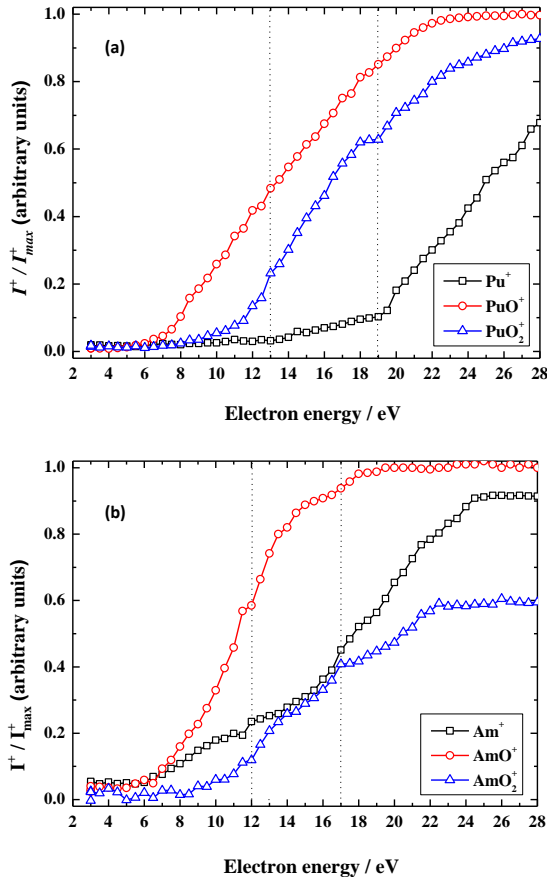 (a)
I⁺ / I⁺max (arbitrary units)
1.0
0.8
0.6
0.4
0.2
0.0
Pu⁺
PuO⁺
PuO₂⁺
2 4 6 8 10 12 14 16 18 20 22 24 26 28
Electron energy / eV
(b)
I⁺ / I⁺max (arbitrary units)
1.0
0.8
0.6
0.4
0.2
0.0
Am⁺
AmO⁺
AmO₂⁺
2 4 6 8 10 12 14 16 18 20 22 24 26 28
Electron energy / eV